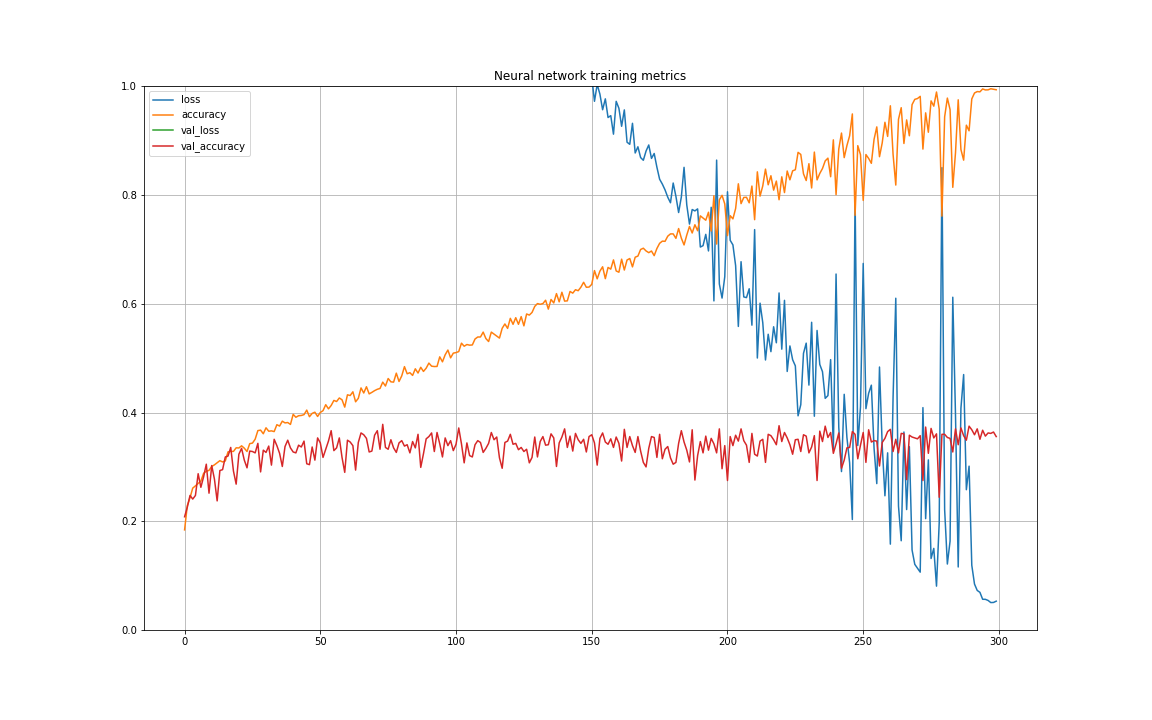 Neural network training metrics
1.0
loss
accuracy
val_loss
val_accuracy
0.8
0.6
0.4
0.2
0.0
0 50 100 150 200 250 300